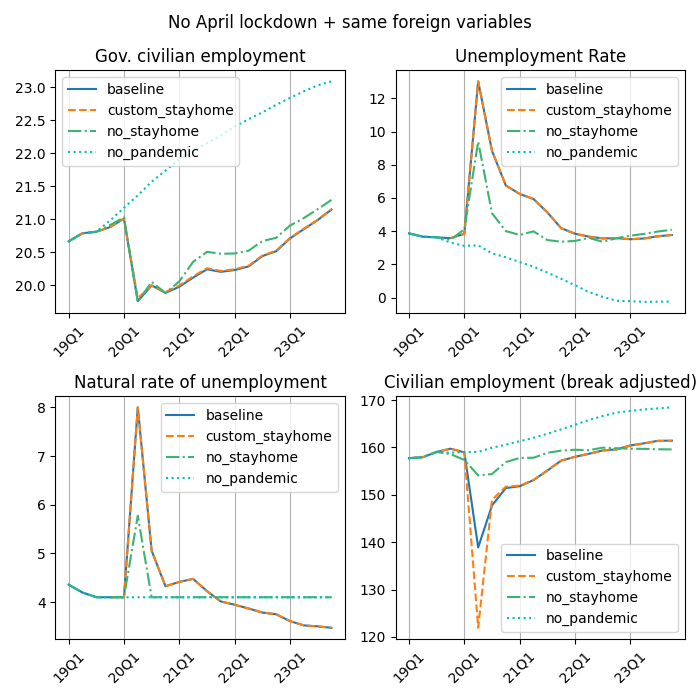 No April lockdown + same foreign variables
Gov. civilian employment
23.0
22.5
22.0
21.5
21.0
20.5
20.0
baseline
custom_stayhome
no_stayhome
no_pandemic
19Q1
20Q1
21Q1
22Q1
23Q1
Unemployment Rate
12
10
8
6
4
2
0
baseline
custom_stayhome
no_stayhome
no_pandemic
19Q1
20Q1
21Q1
22Q1
23Q1
Natural rate of unemployment
8
7
6
5
4
baseline
custom_stayhome
no_stayhome
no_pandemic
19Q1
20Q1
21Q1
22Q1
23Q1
Civilian employment (break adjusted)
170
160
150
140
130
120
baseline
custom_stayhome
no_stayhome
no_pandemic
19Q1
20Q1
21Q1
22Q1
23Q1